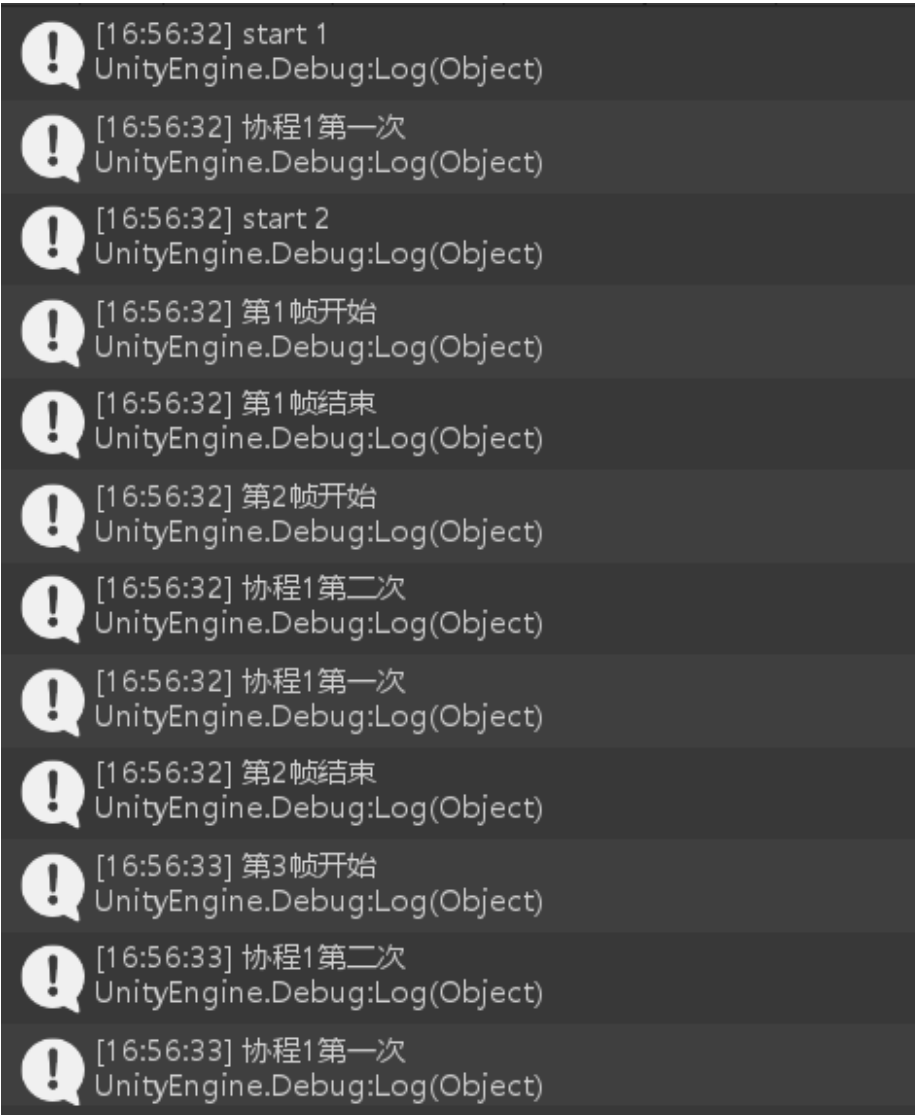 [16:56:32] start 1
UnityEngine.Debug:Log(Object)
[16:56:32] 协程1第一次
UnityEngine.Debug:Log(Object)
[16:56:32] start 2
UnityEngine.Debug:Log(Object)
[16:56:32] 第1帧开始
UnityEngine.Debug:Log(Object)
[16:56:32] 第1帧结束
UnityEngine.Debug:Log(Object)
[16:56:32] 第2帧开始
UnityEngine.Debug:Log(Object)
[16:56:32] 协程1第二次
UnityEngine.Debug:Log(Object)
[16:56:32] 协程1第一次
UnityEngine.Debug:Log(Object)
[16:56:32] 第2帧结束
UnityEngine.Debug:Log(Object)
[16:56:33] 第3帧开始
UnityEngine.Debug:Log(Object)
[16:56:33] 协程1第二次
UnityEngine.Debug:Log(Object)
[16:56:33] 协程1第一次
UnityEngine.Debug:Log(Object)